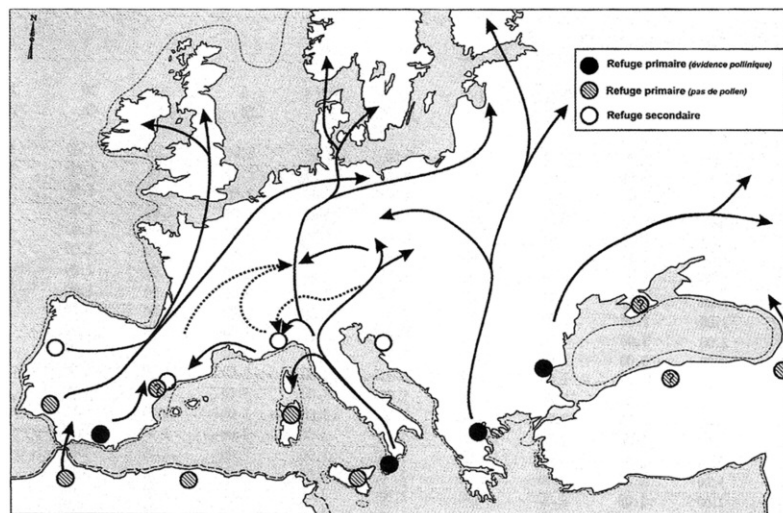 N
Refuge primaire (évidence pollinique)
Refuge primaire (pas de pollen)
Refuge secondaire